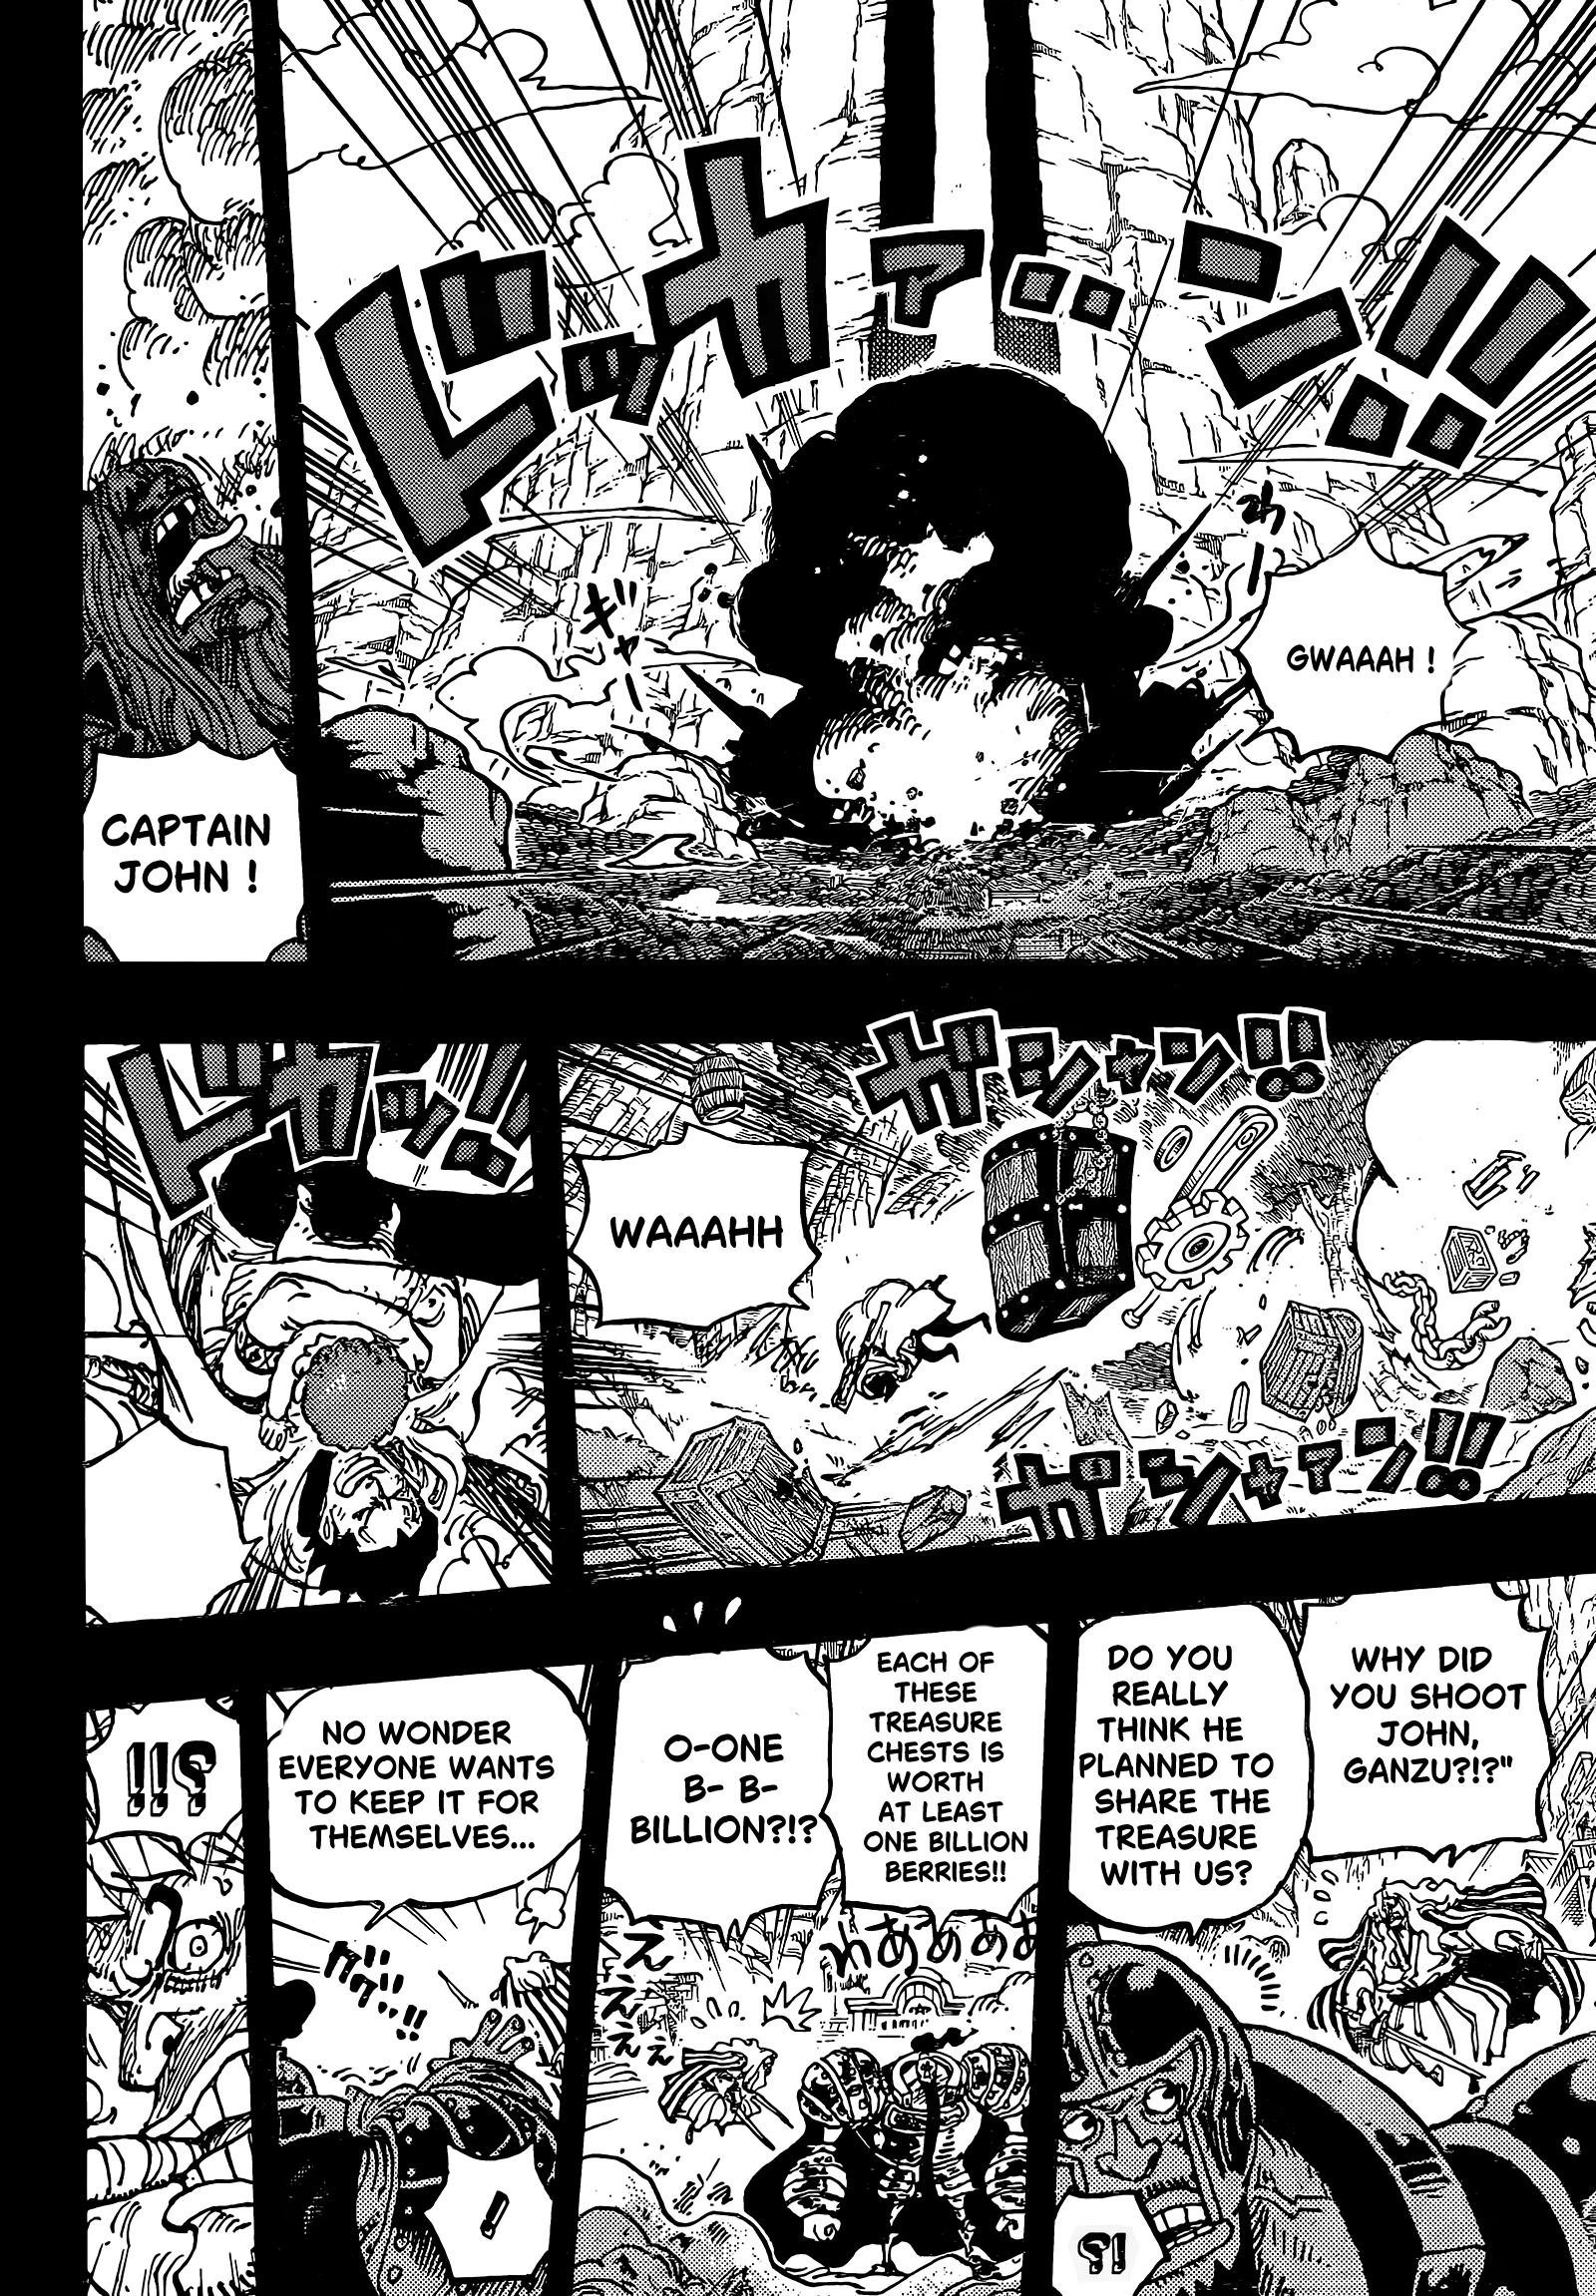 ドッカァ…ン!!
わー
ギャー
GWAAAH !
CAPTAIN
JOHN !
ガシャン!!
WAAAHH
ガシャァン!!
ドカッ!!
WHY DID
YOU SHOOT
JOHN,
GANZU?!?"
DO YOU
REALLY
THINK HE
PLANNED TO
SHARE THE
TREASURE
WITH US?
?!
EACH OF
THESE
TREASURE
CHESTS IS
WORTH
AT LEAST
ONE BILLION
BERRIES!!
O-ONE
B- B-
BILLION?!?
わああああ
えええええ
NO WONDER
EVERYONE WANTS
TO KEEP IT FOR
THEMSELVES...
!
!!?